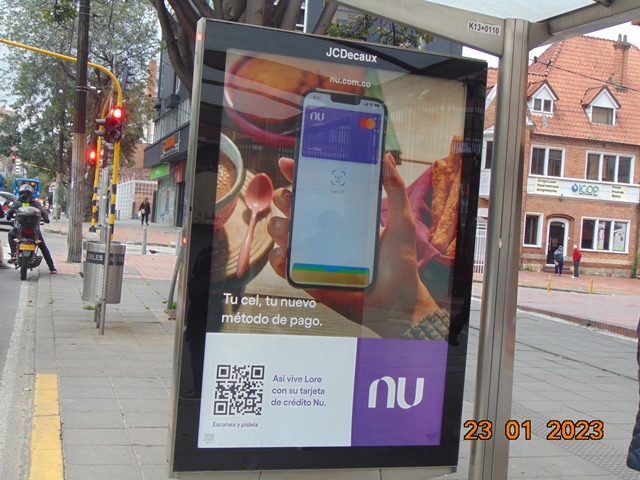 K13+0110
JCDecaux
nu.com.co
nu
Tu cel, tu nuevo
método de pago.
Así vive Lore
con su tarjeta
de crédito Nu.
Escanea y pídela
nu
23 01 2023